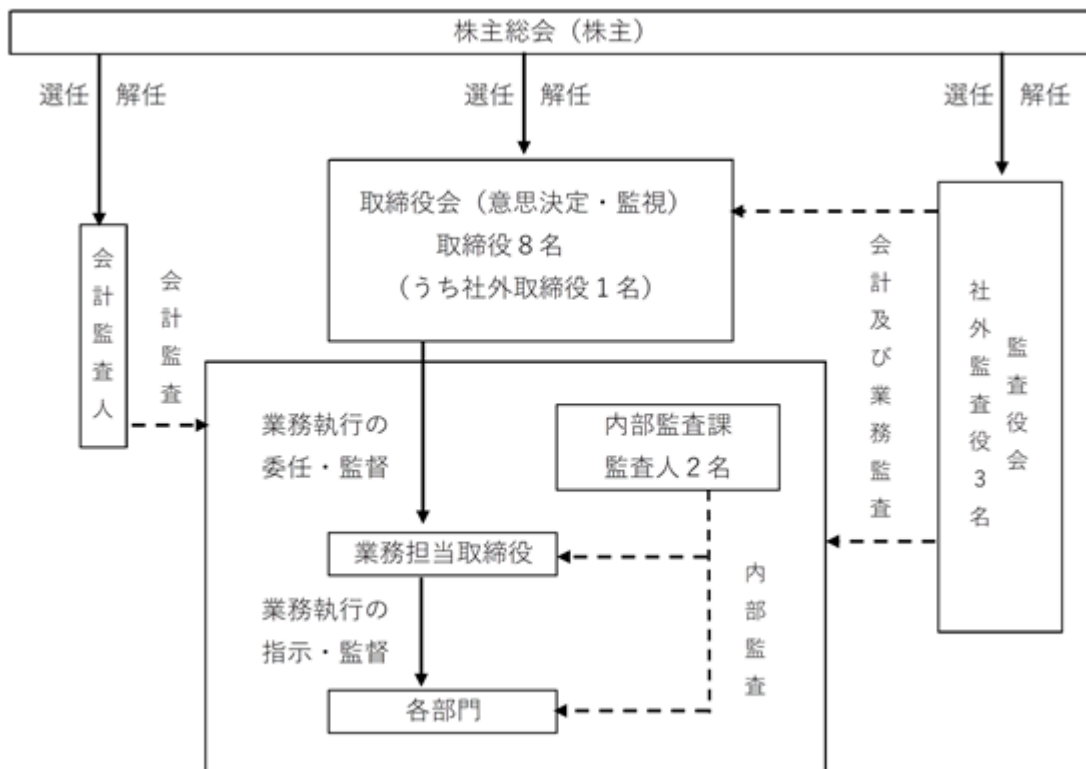 株主総会（株主）
選任 解任
選任 解任
選任 解任
取締役会（意思決定・監視）
取締役８名
（うち社外取締役１名）
会計監査人
会計監査
会計及び業務監査
監査役会
社外監査役３名
業務執行の
委任・監督
内部監査課
監査人２名
業務担当取締役
業務執行の
指示・監督
内部監査
各部門